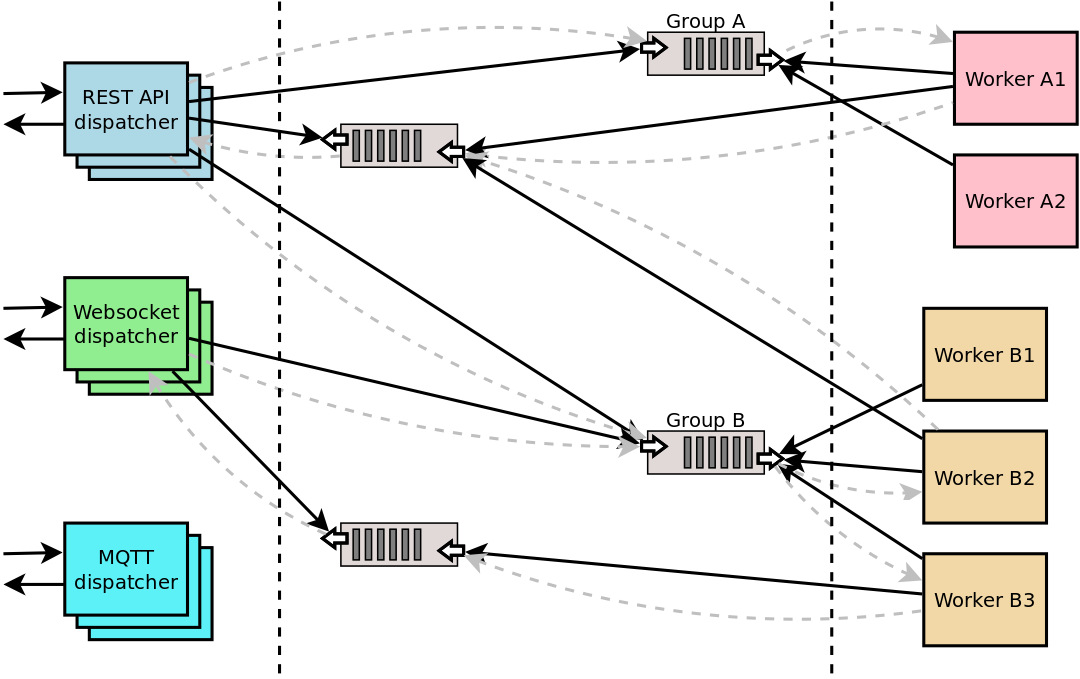 Group A
REST API
dispatcher
Worker A1
Worker A2
Websocket
dispatcher
Worker B1
Group B
Worker B2
MQTT
dispatcher
Worker B3